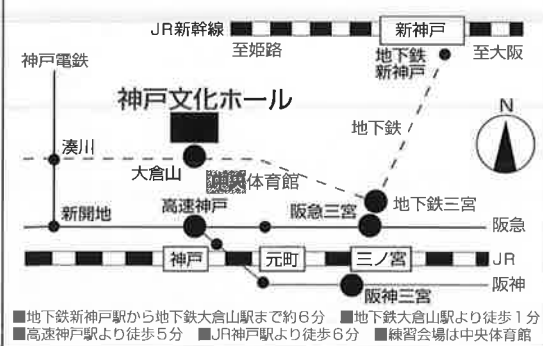 JR新幹線
新神戸
至姫路
至大阪
地下鉄
新神戸
神戸電鉄
神戸文化ホール
地下鉄
N
湊川
大倉山
中央体育館
地下鉄三宮
新開地
高速神戸
阪急三宮
阪急
神戸
元町
三ノ宮
JR
阪神三宮
阪神
■地下鉄新神戸駅から地下鉄大倉山駅まで約6分 ■地下鉄大倉山駅より徒歩1分
■高速神戸駅より徒歩5分 ■JR神戸駅より徒歩6分 ■練習会場は中央体育館